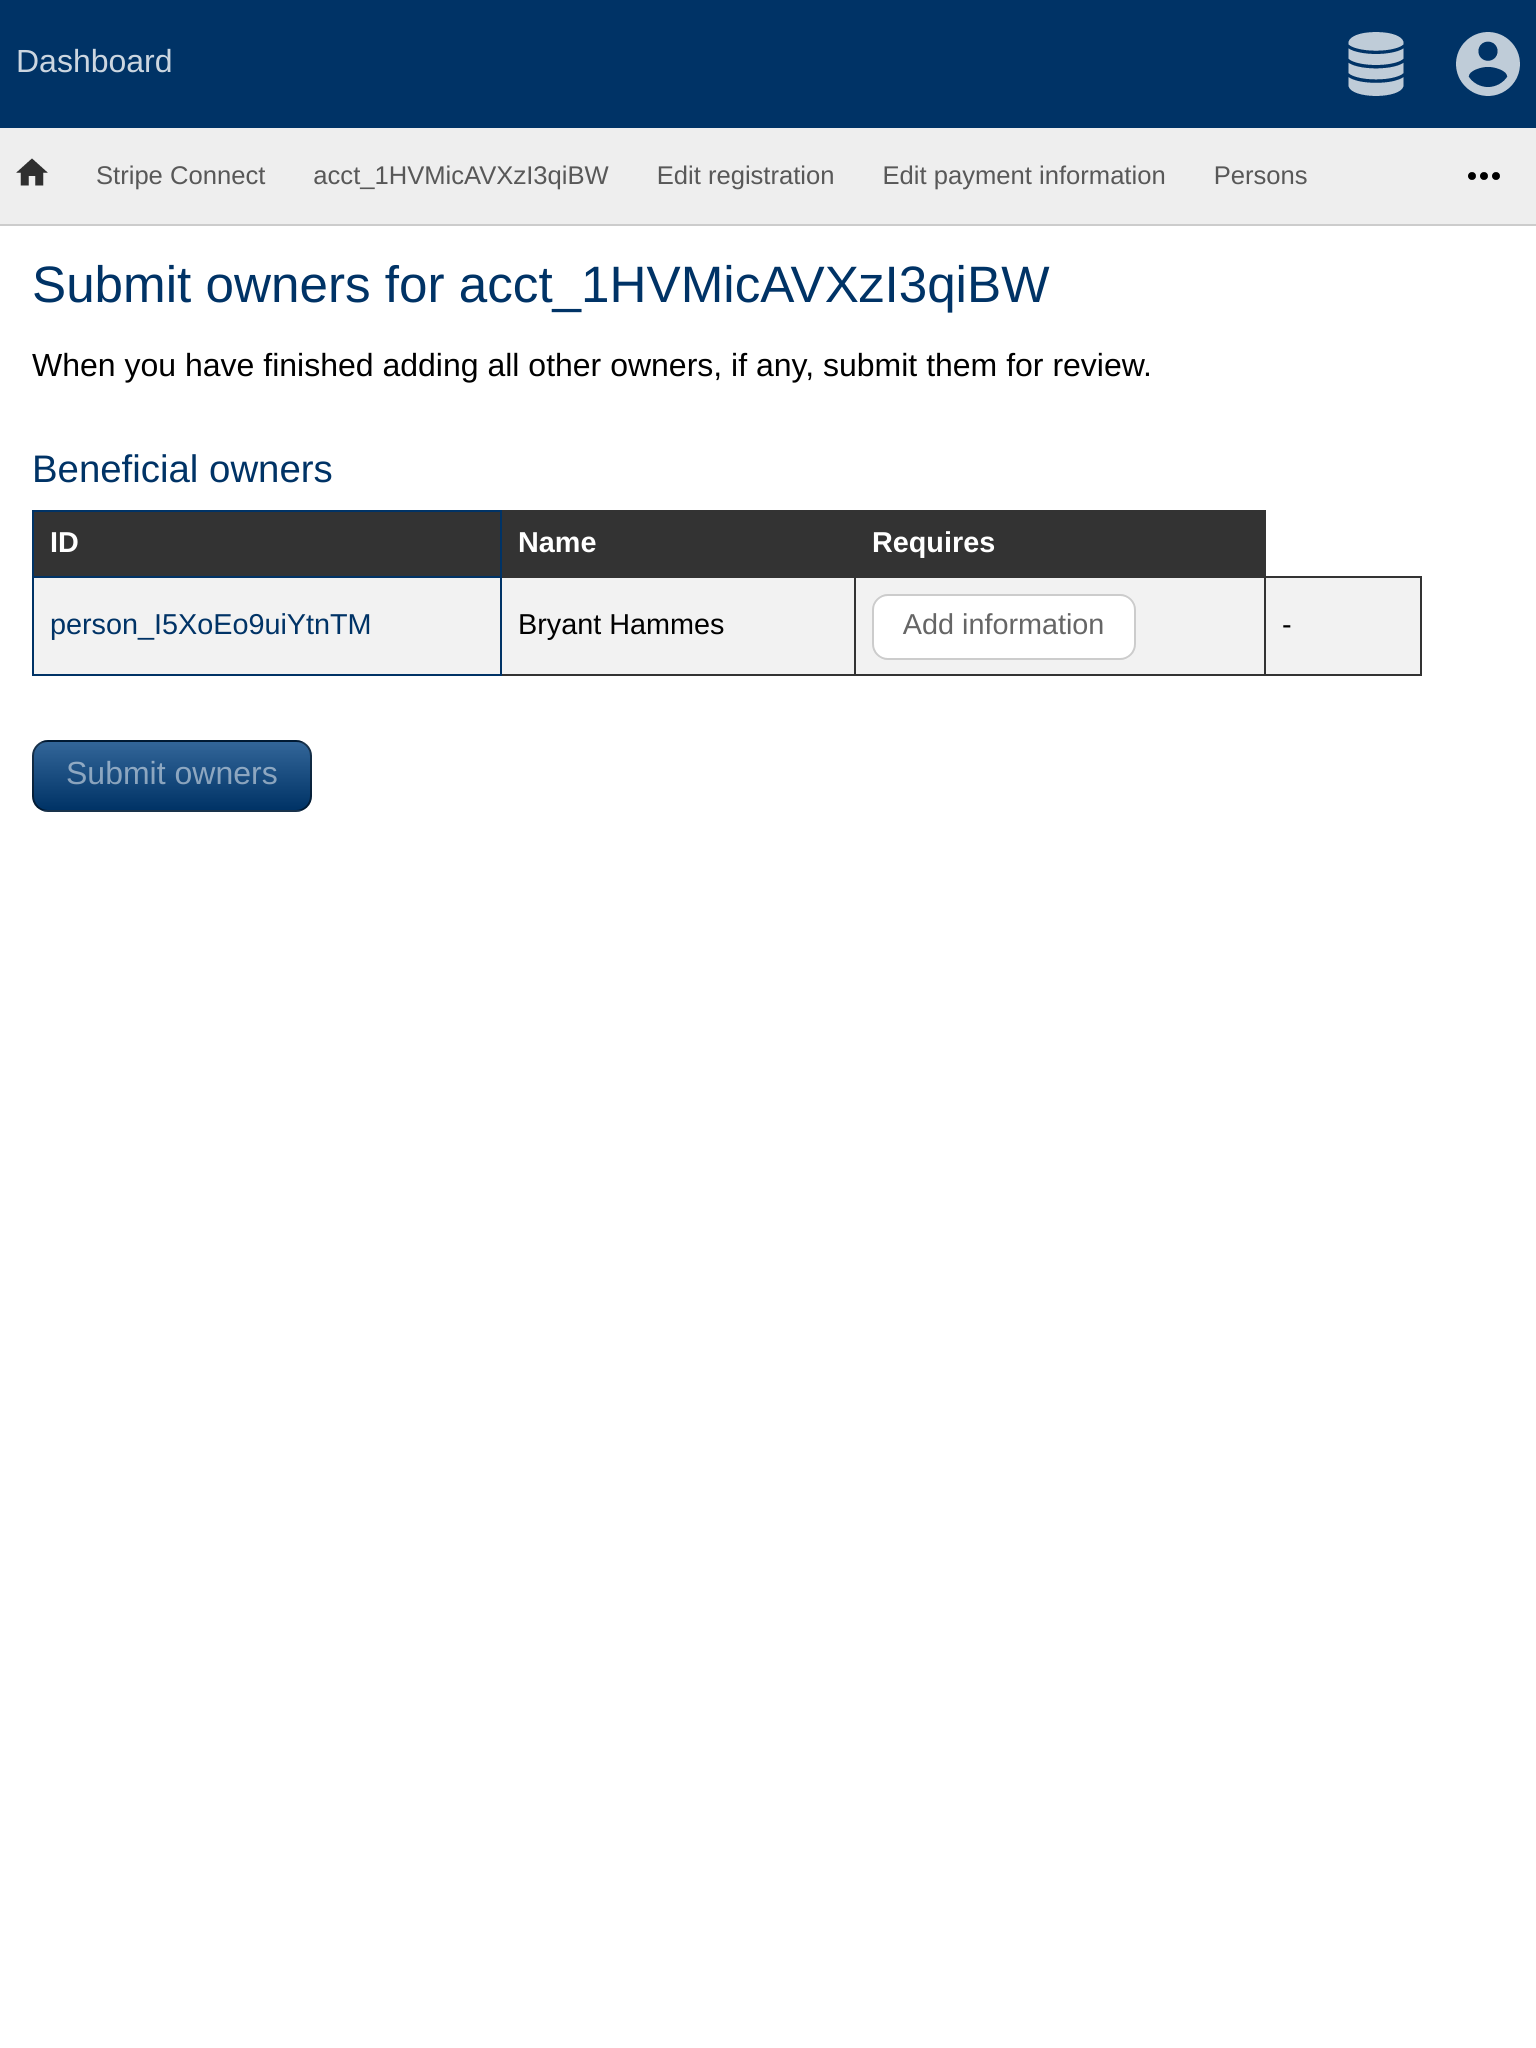 Dashboard
Stripe Connect acct_1HVMicAVXzI3qiBW Edit registration Edit payment information Persons
Submit owners for acct_1HVMicAVXzI3qiBW
When you have finished adding all other owners, if any, submit them for review.
Beneficial owners
ID Name Requires
person_I5XoEo9uiYtnTM Bryant Hammes Add information -
Submit owners